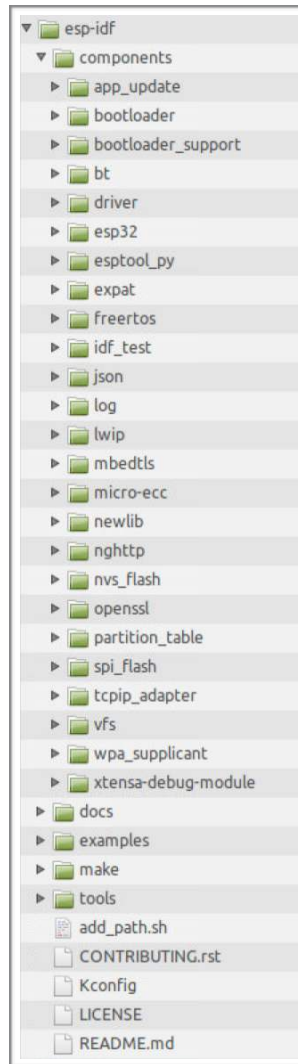 esp-idf
components
app_update
bootloader
bootloader_support
bt
driver
esp32
esptool_py
expat
freertos
idf_test
json
log
lwip
mbedtls
micro-ecc
newlib
nghttp
nvs_flash
openssl
partition_table
spi_flash
tcpip_adapter
vfs
wpa_supplicant
xtensa-debug-module
docs
examples
make
tools
add_path.sh
CONTRIBUTING.rst
Kconfig
LICENSE
README.md